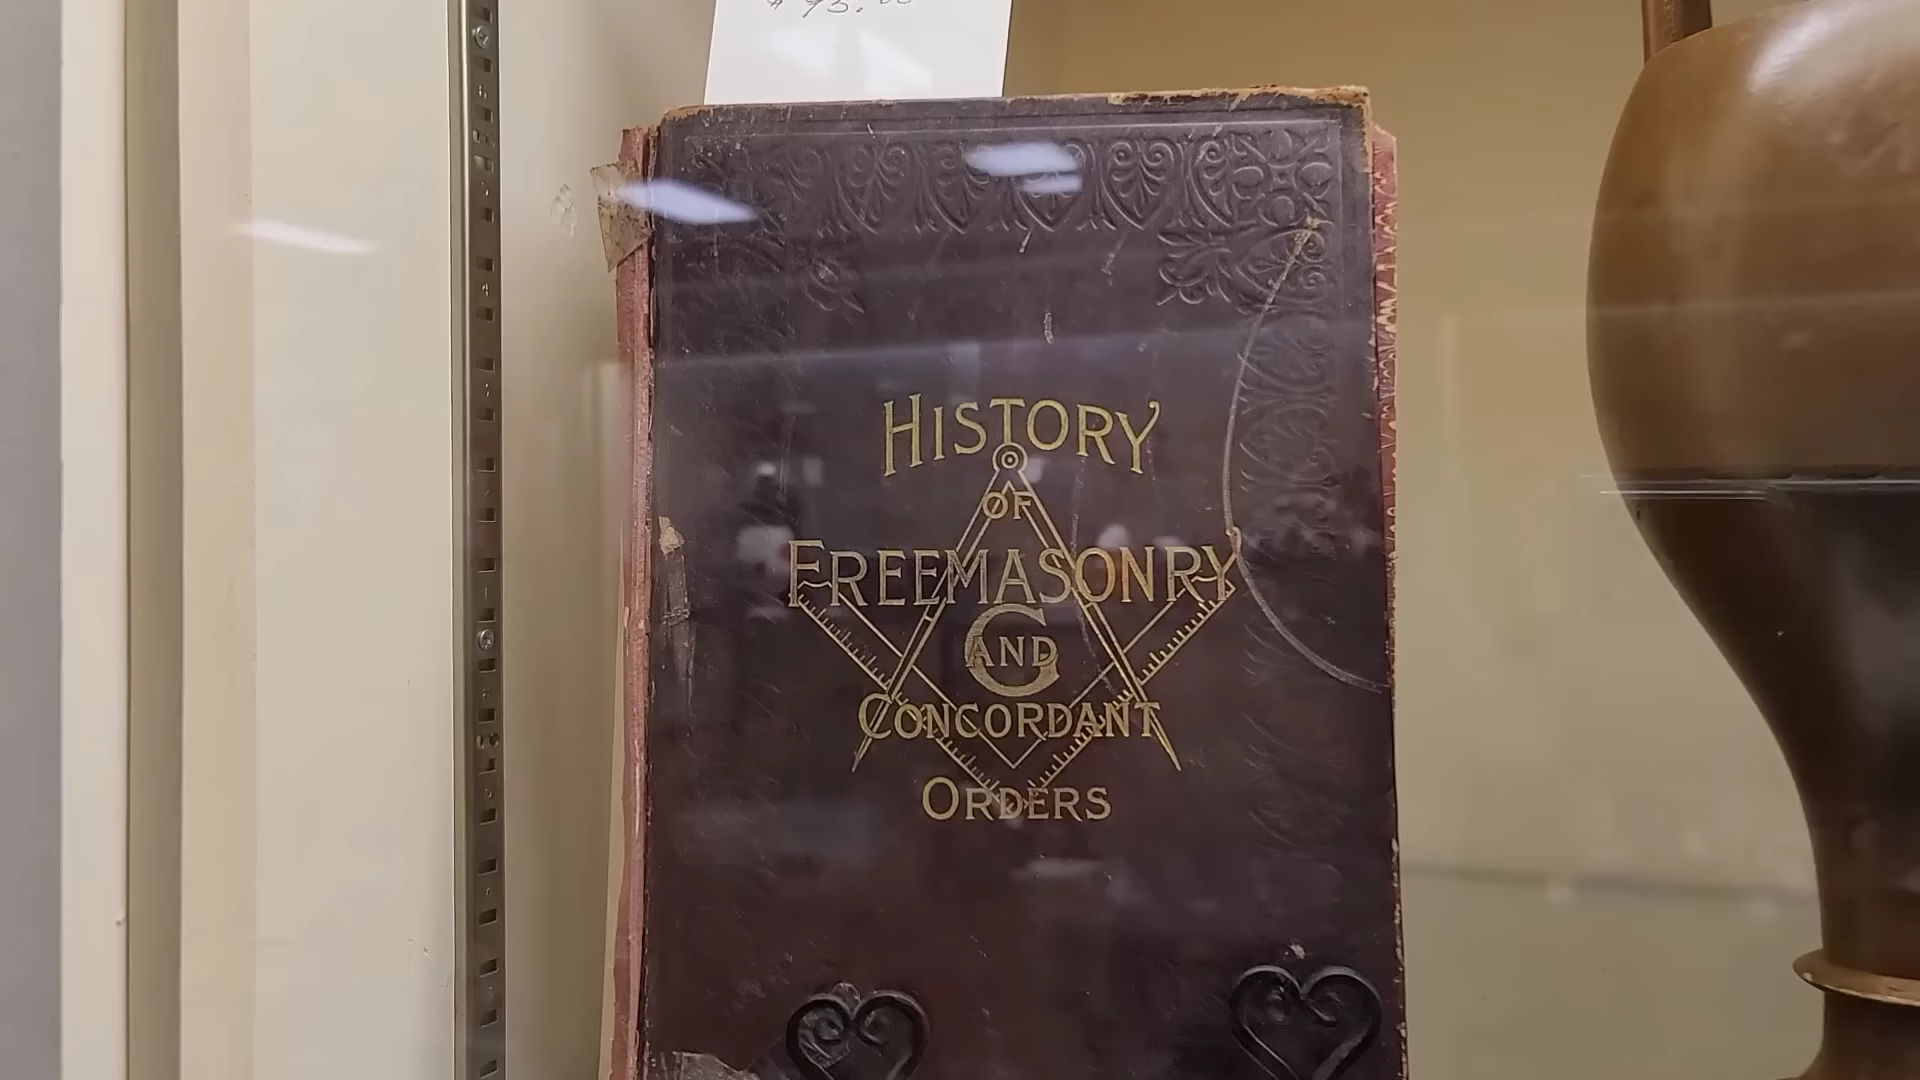 HISTORY
OF
FREEMASONRY
G
AND
CONCORDANT
ORDERS